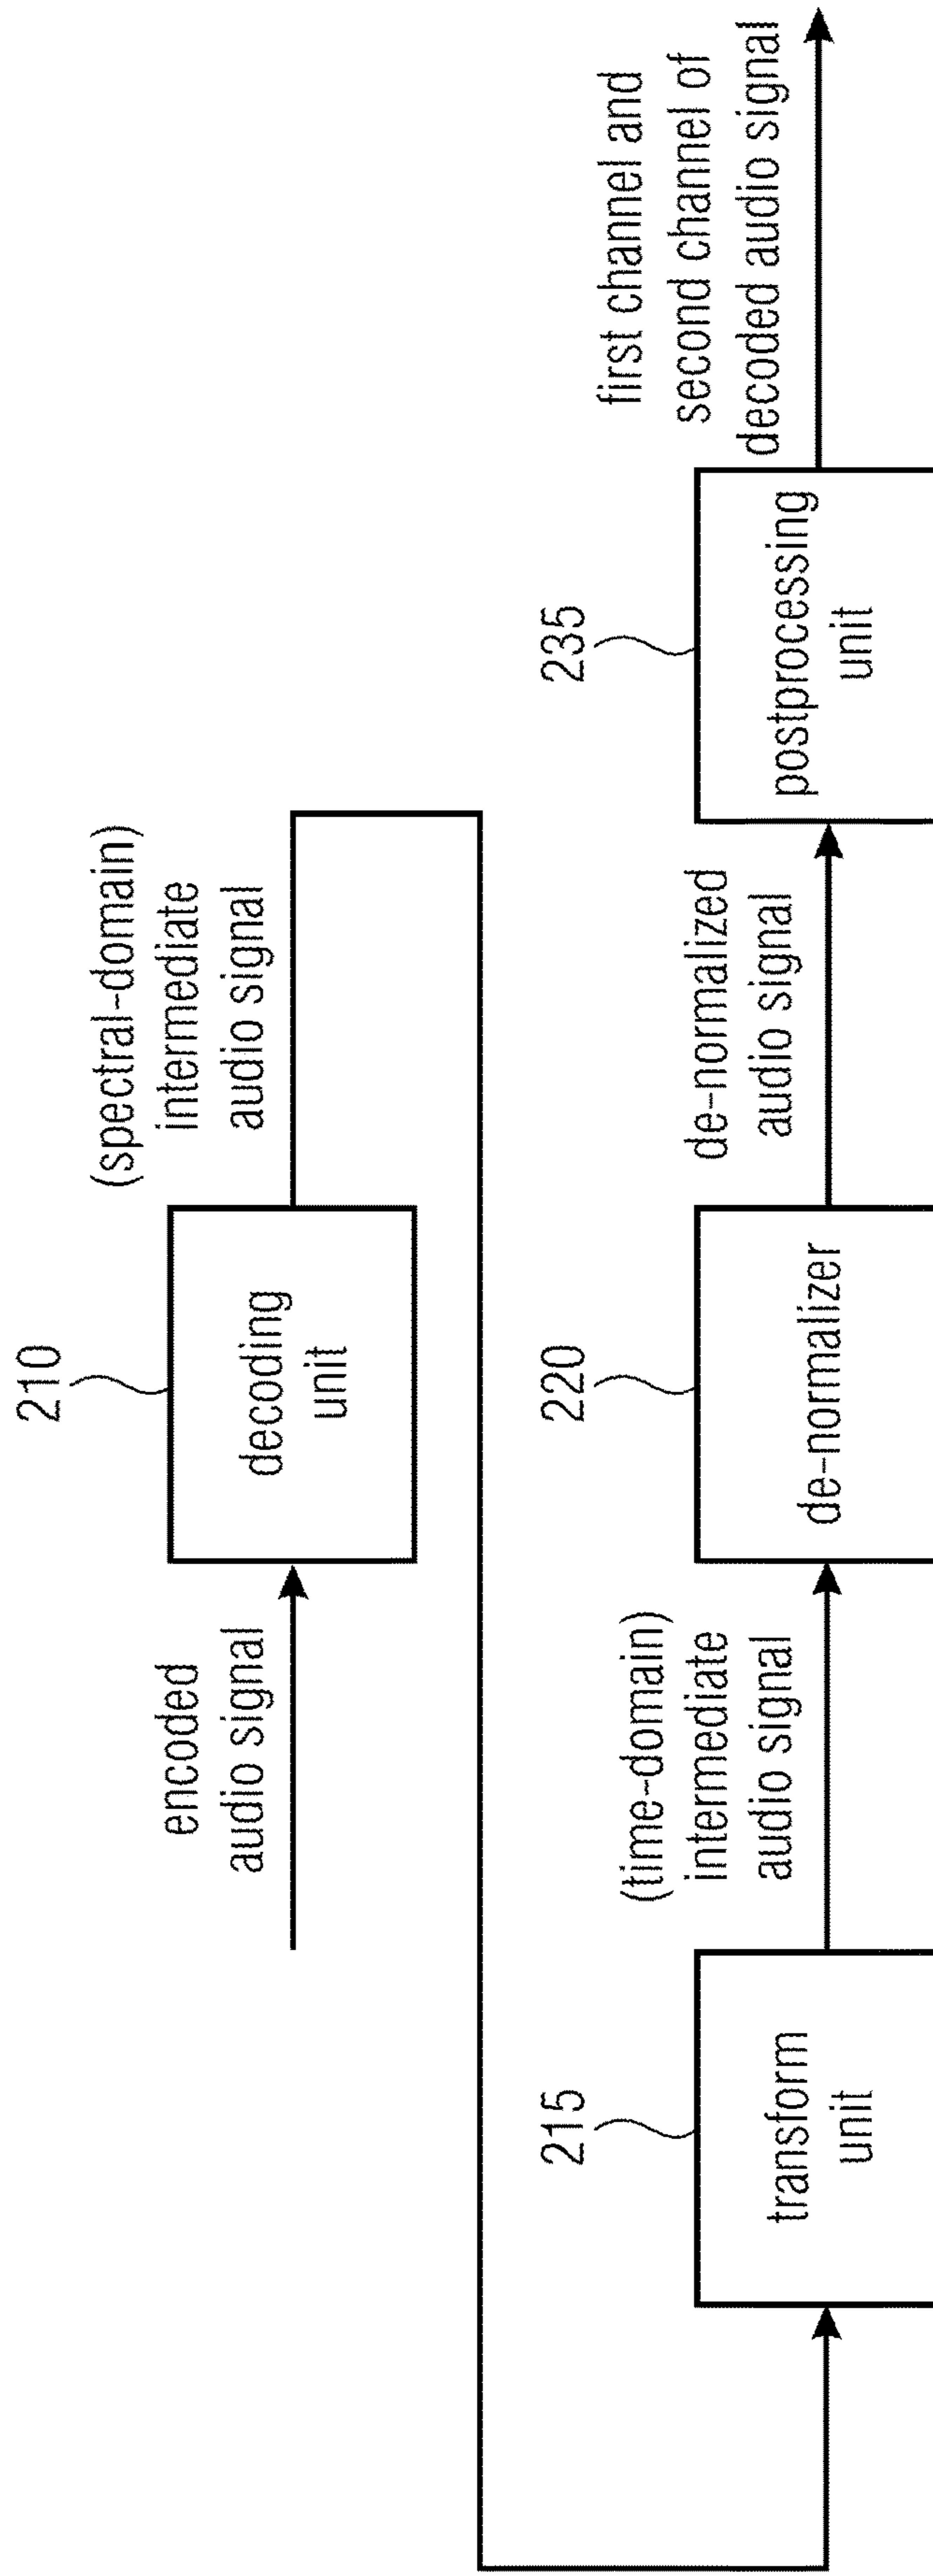 encoded
audio signal
210
decoding
unit
(spectral-domain)
intermediate
audio signal
215
transform
unit
(time-domain)
intermediate
audio signal
220
de-normalizer
de-normalized
audio signal
235
postprocessing
unit
first channel and
second channel of
decoded audio signal